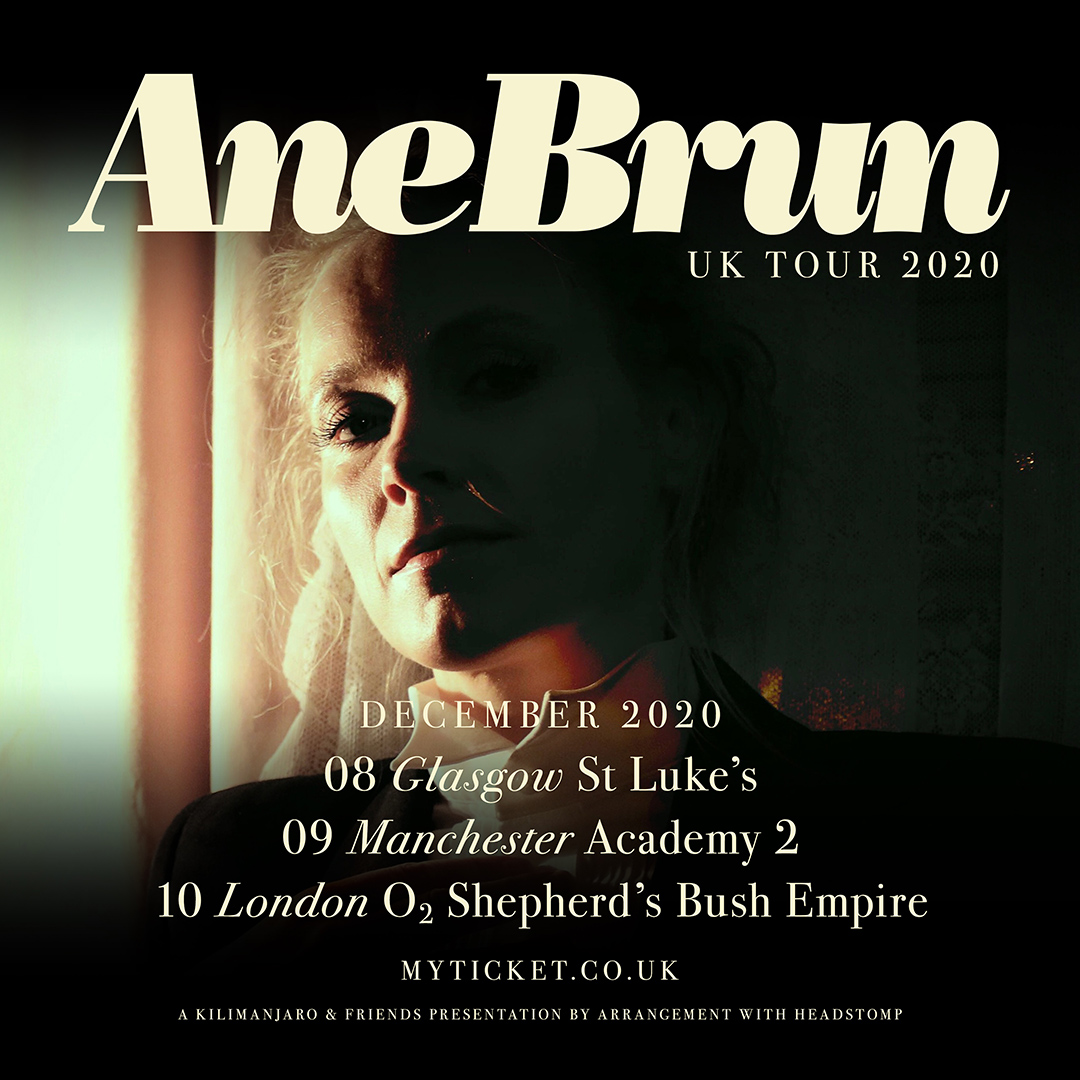 AneBrun
UK TOUR 2020
DECEMBER 2020
08 Glasgow St Luke’s
09 Manchester Academy 2
10 London O₂ Shepherd’s Bush Empire
MYTICKET.CO.UK
A KILIMANJARO & FRIENDS PRESENTATION BY ARRANGEMENT WITH HEADSTOMP